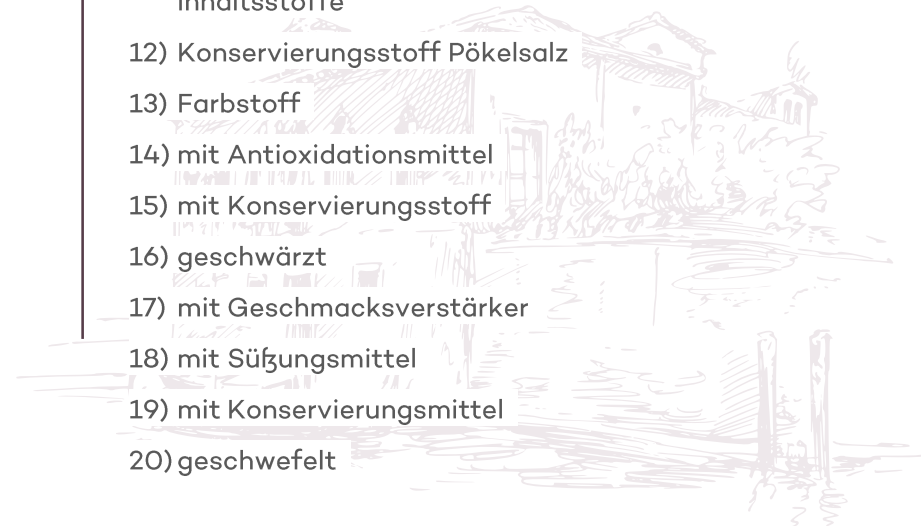 Inhaltsstoffe
12) Konservierungsstoff Pökelsalz
13) Farbstoff
14) mit Antioxidationsmittel
15) mit Konservierungsstoff
16) geschwärzt
17) mit Geschmacksverstärker
18) mit Süßungsmittel
19) mit Konservierungsmittel
20) geschwefelt